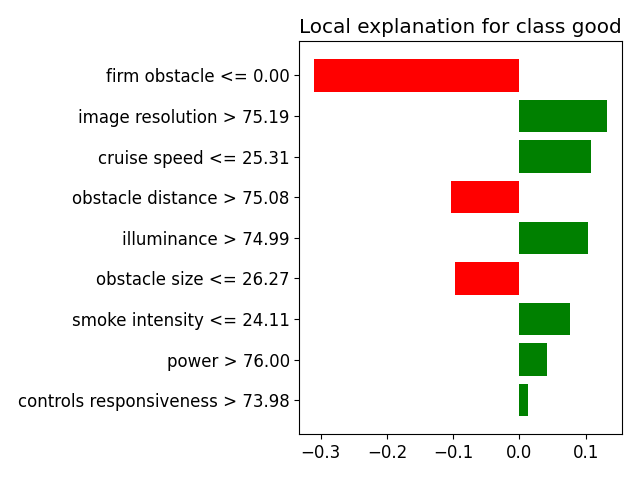 Local explanation for class good
firm obstacle <= 0.00
image resolution > 75.19
cruise speed <= 25.31
obstacle distance > 75.08
illuminance > 74.99
obstacle size <= 26.27
smoke intensity <= 24.11
power > 76.00
controls responsiveness > 73.98
−0.3 −0.2 −0.1 0.0 0.1